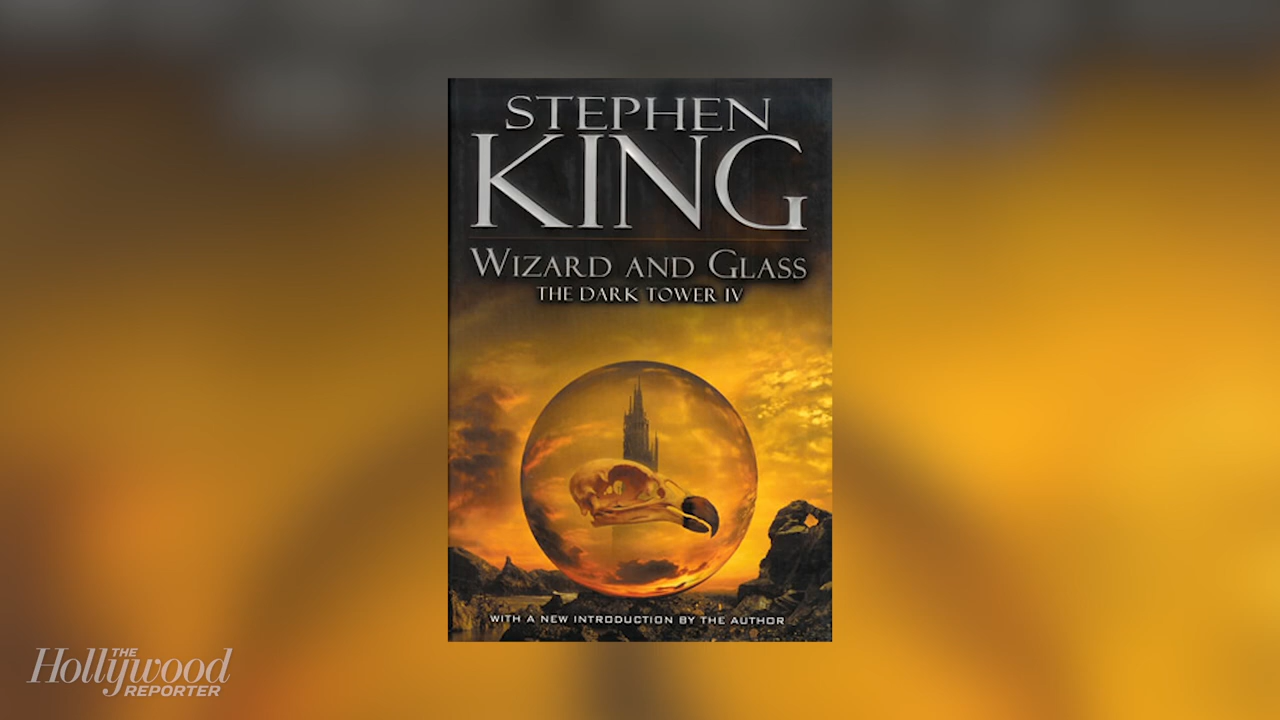 STEPHEN
KING
WIZARD AND GLASS
THE DARK TOWER IV
WITH A NEW INTRODUCTION BY THE AUTHOR
THE
Hollywood
REPORTER